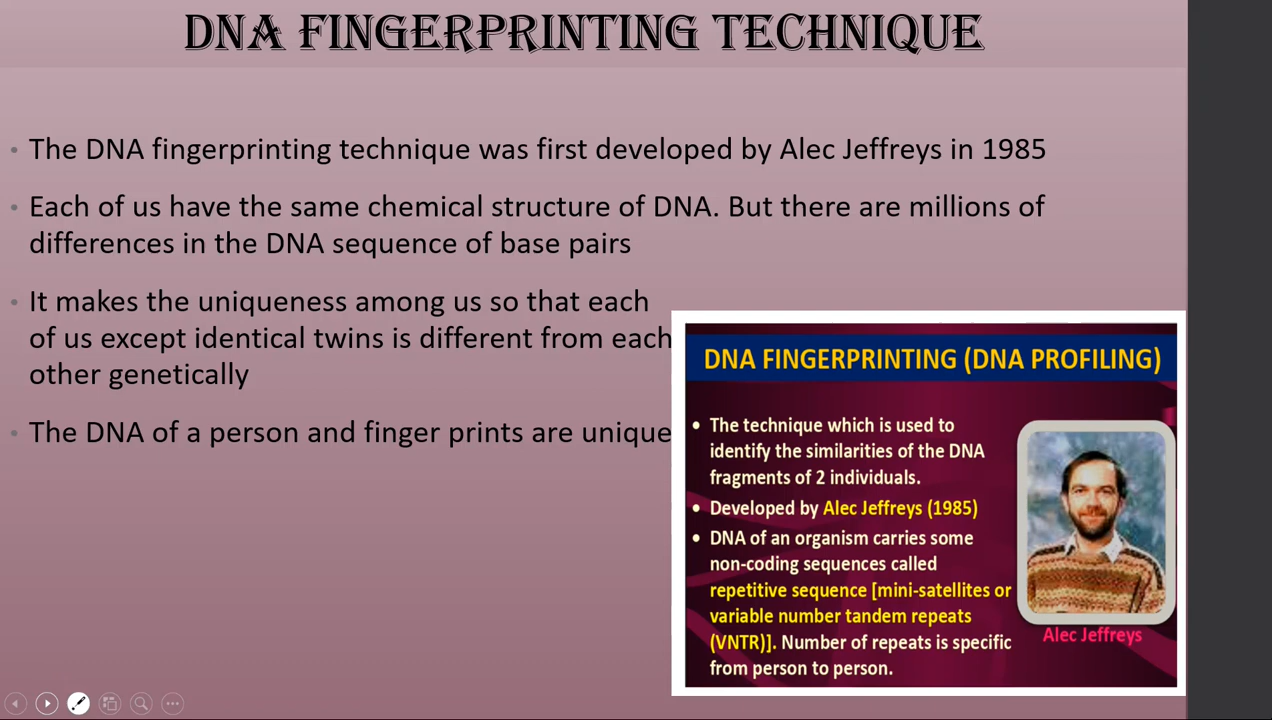 DNA FINGERPRINTING TECHNIQUE
• The DNA fingerprinting technique was first developed by Alec Jeffreys in 1985
• Each of us have the same chemical structure of DNA. But there are millions of
differences in the DNA sequence of base pairs
• It makes the uniqueness among us so that each
of us except identical twins is different from each
other genetically
• The DNA of a person and finger prints are unique
DNA FINGERPRINTING (DNA PROFILING)
• The technique which is used to
identify the similarities of the DNA
fragments of 2 individuals.
• Developed by Alec Jeffreys (1985)
• DNA of an organism carries some
non-coding sequences called
repetitive sequence [mini-satellites or
variable number tandem repeats
(VNTR)]. Number of repeats is specific
from person to person.
Alec Jeffreys